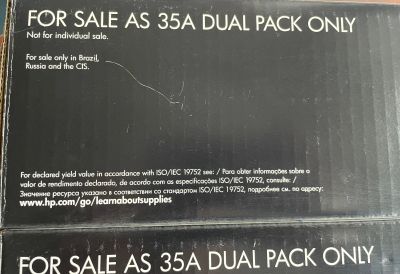 FOR SALE AS 35A DUAL PACK ONLY
Not for individual sale.
For sale only in Brazil,
Russia and the CIS.
For declared yield value in accordance with ISO/IEC 19752 see: / Para obter informações sobre o
valor de rendimento declarado, de acordo com as especificações ISO/IEC 19752, consulte: /
Значение ресурса указано в соответствии со стандартом ISO/IEC 19752, подробнее см. по адресу:
www.hp.com/go/learnaboutsupplies
FOR SALE AS 35A DUAL PACK ONLY